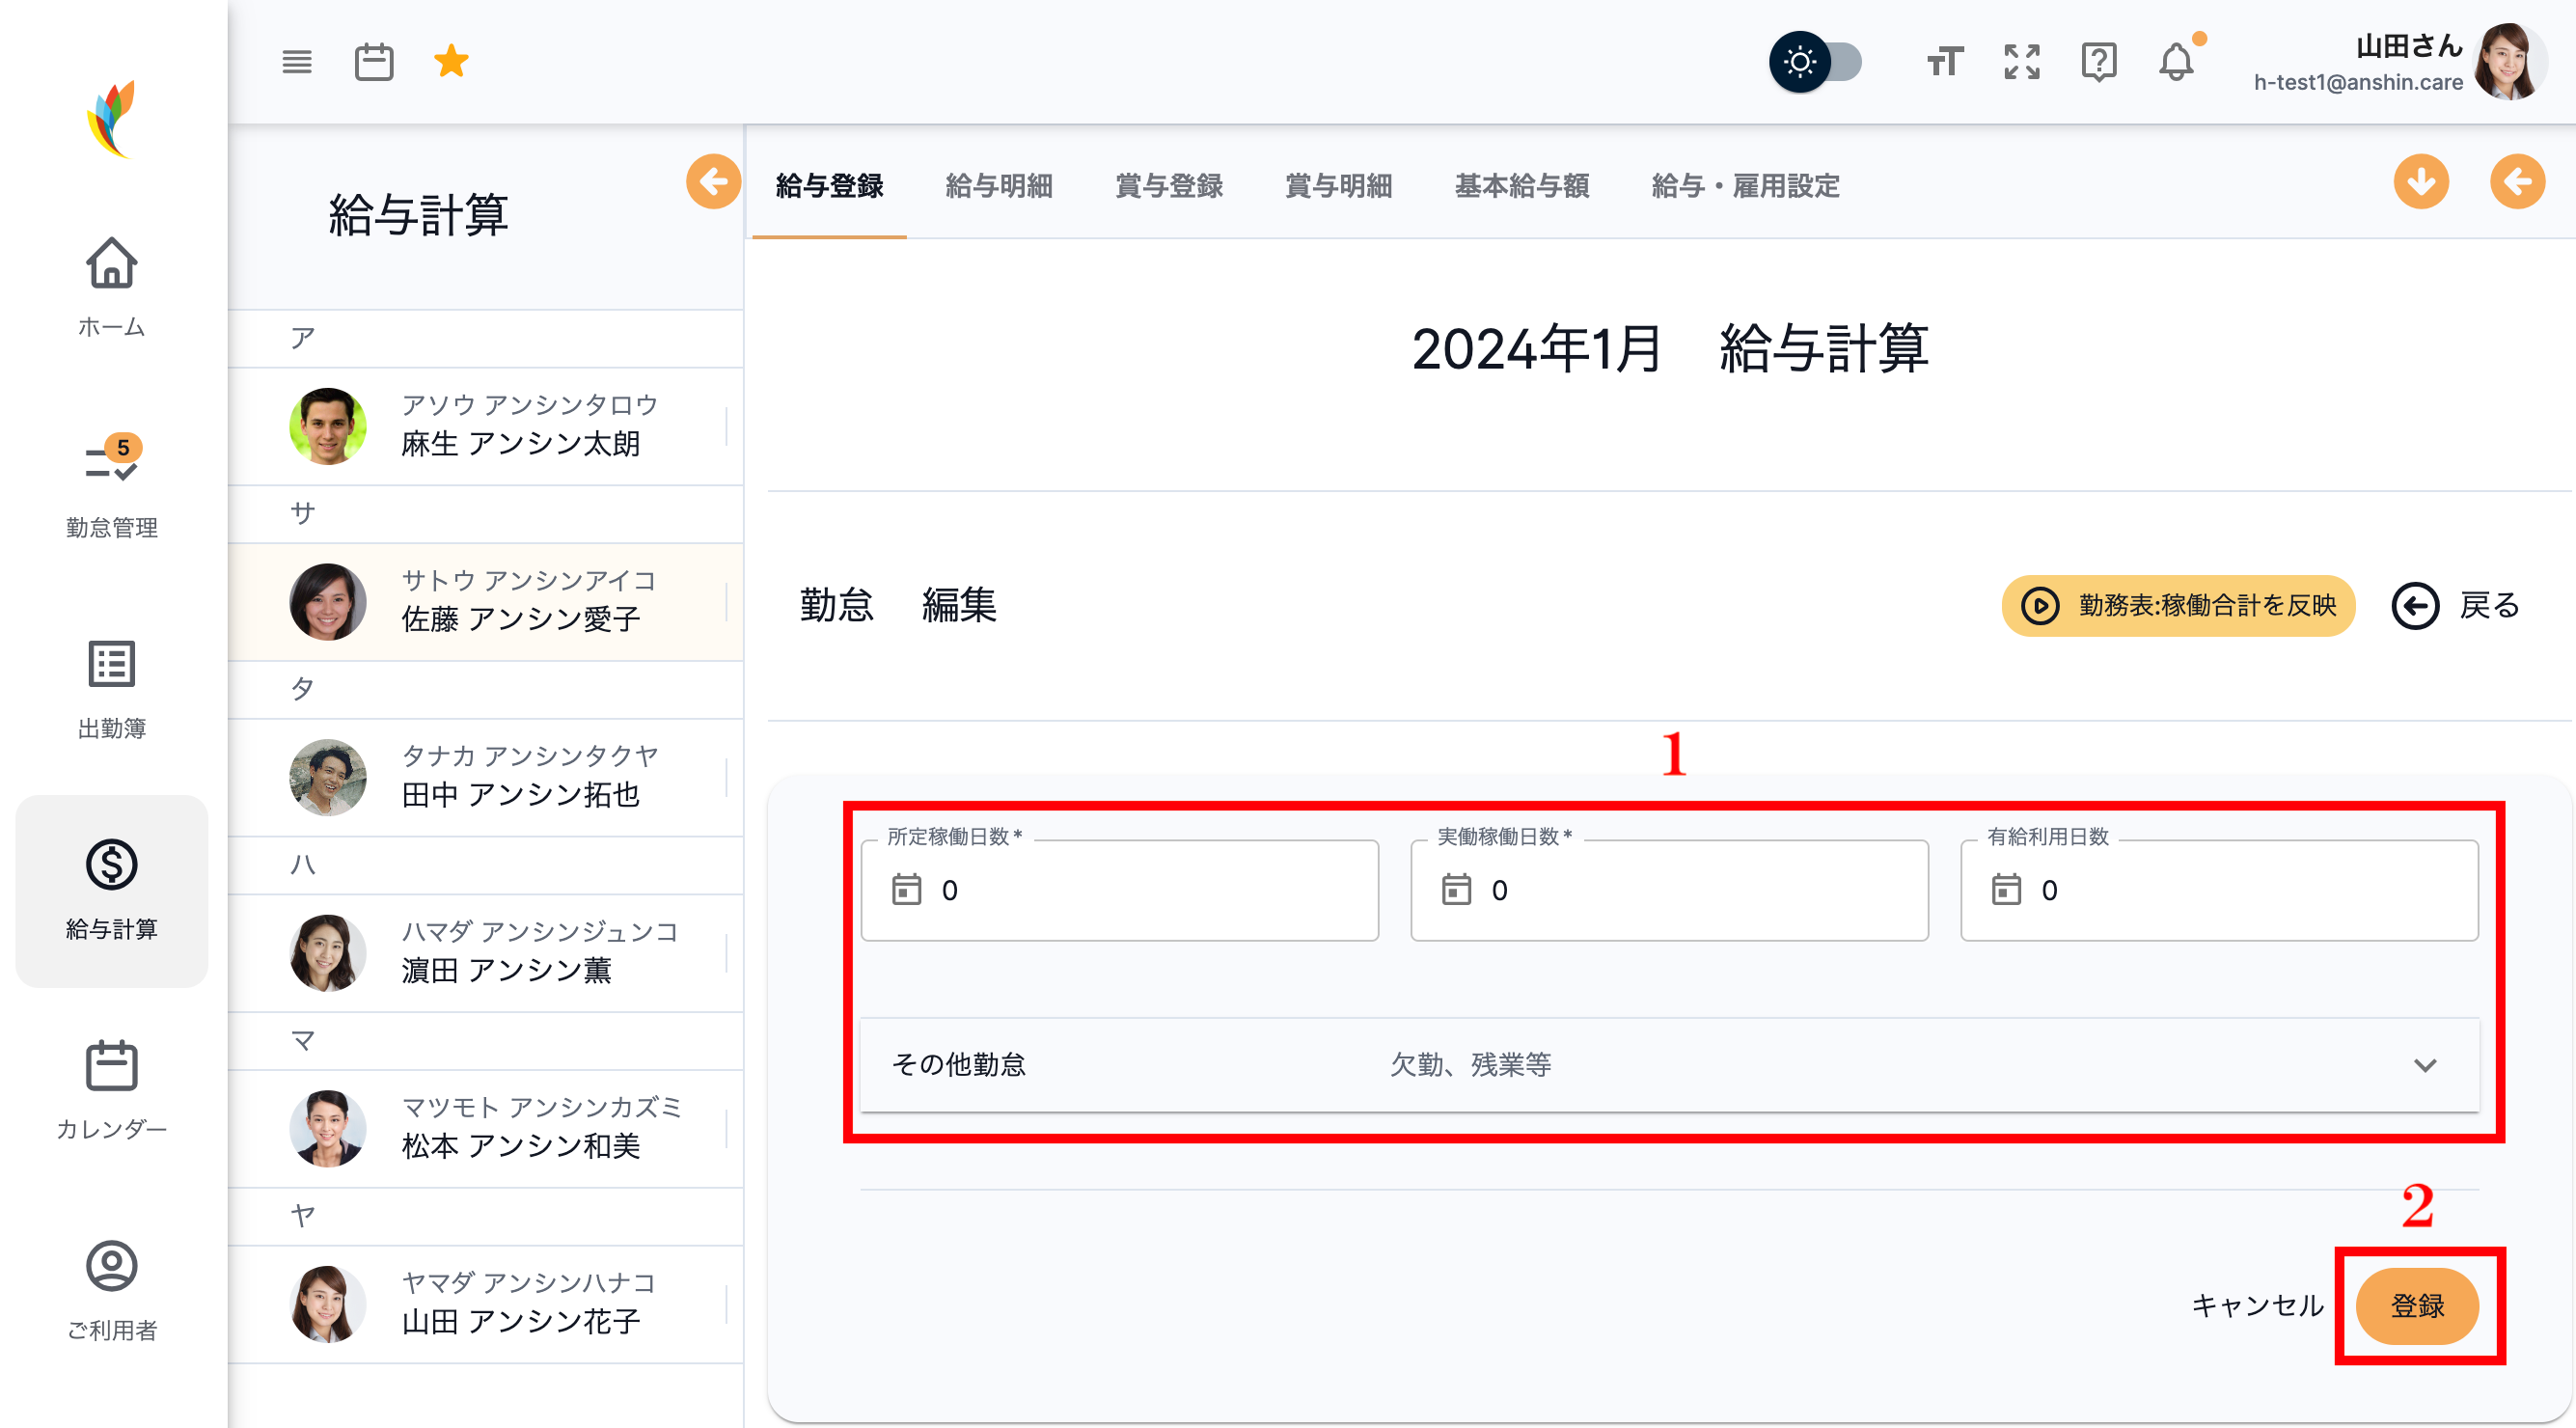 山田さん
h-test1@anshin.care
ホーム
5
勤怠管理
出勤簿
給与計算
カレンダー
ご利用者
給与計算
ア
アソウ アンシンタロウ
麻生 アンシン太朗
サ
サトウ アンシンアイコ
佐藤 アンシン愛子
タ
タナカ アンシンタクヤ
田中 アンシン拓也
ハ
ハマダ アンシンジュンコ
濵田 アンシン薫
マ
マツモト アンシンカズミ
松本 アンシン和美
ヤ
ヤマダ アンシンハナコ
山田 アンシン花子
給与登録 給与明細 賞与登録 賞与明細 基本給与額 給与・雇用設定
2024年1月 給与計算
勤怠 編集
勤務表:稼働合計を反映 戻る
1
所定稼働日数* 実働稼働日数* 有給利用日数
0 0 0
その他勤怠 欠勤、残業等
2
キャンセル 登録